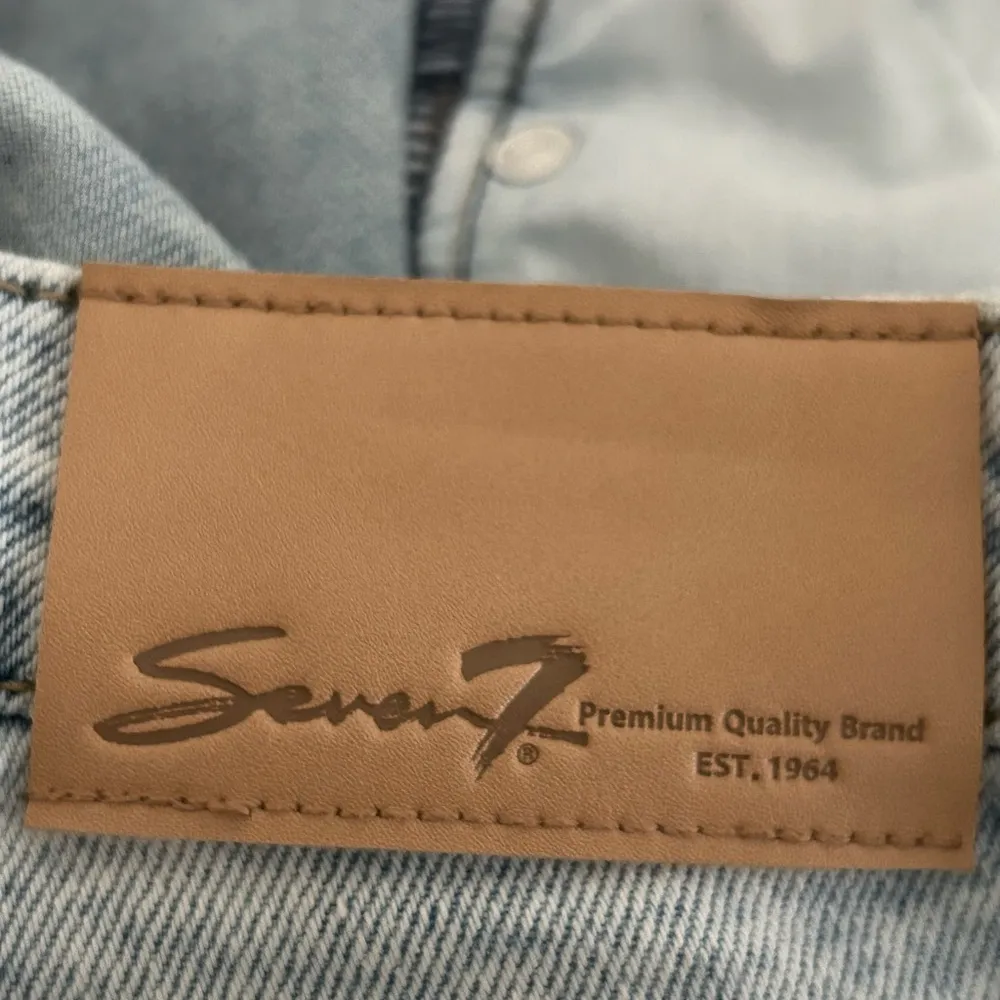 Seven7®
Premium Quality Brand
EST. 1964